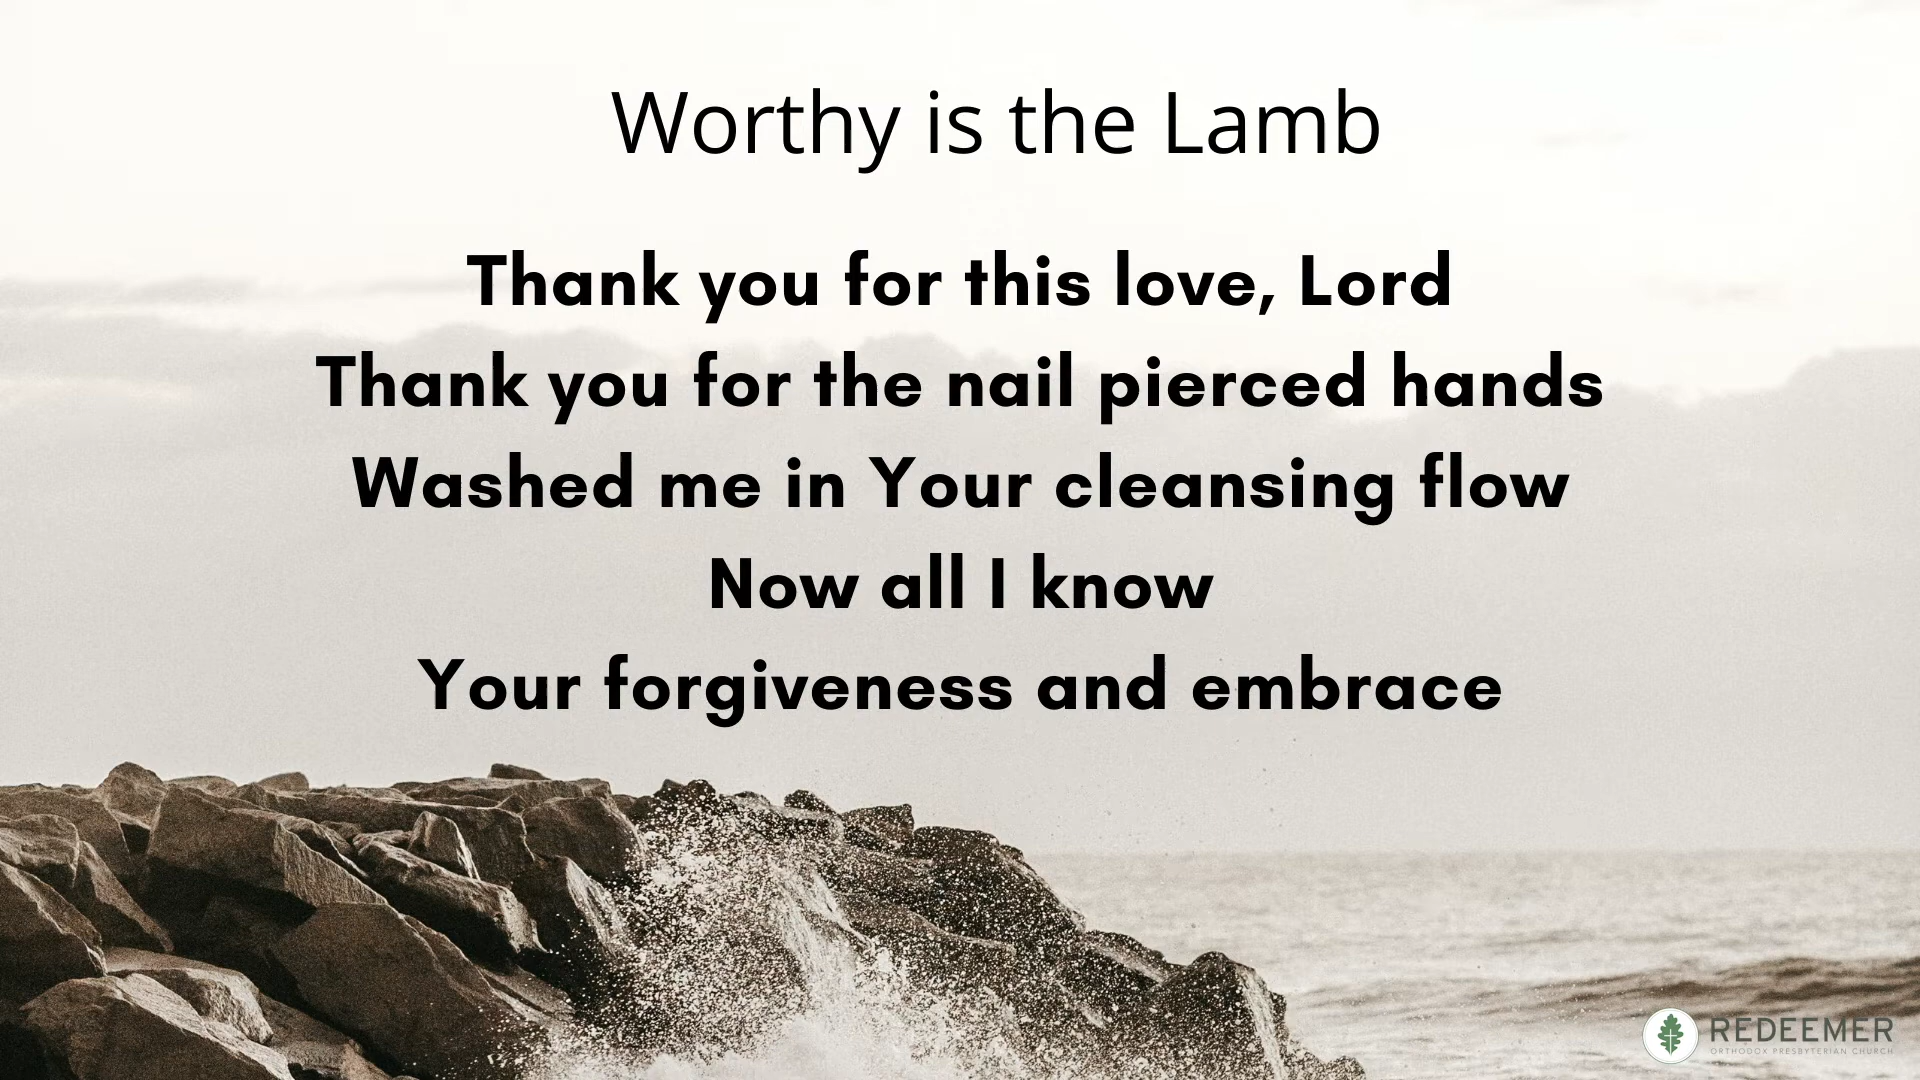 Worthy is the Lamb
Thank you for this love, Lord
Thank you for the nail pierced hands
Washed me in Your cleansing flow
Now all I know
Your forgiveness and embrace
REDEEMER
ORTHODOX PRESBYTERIAN CHURCH